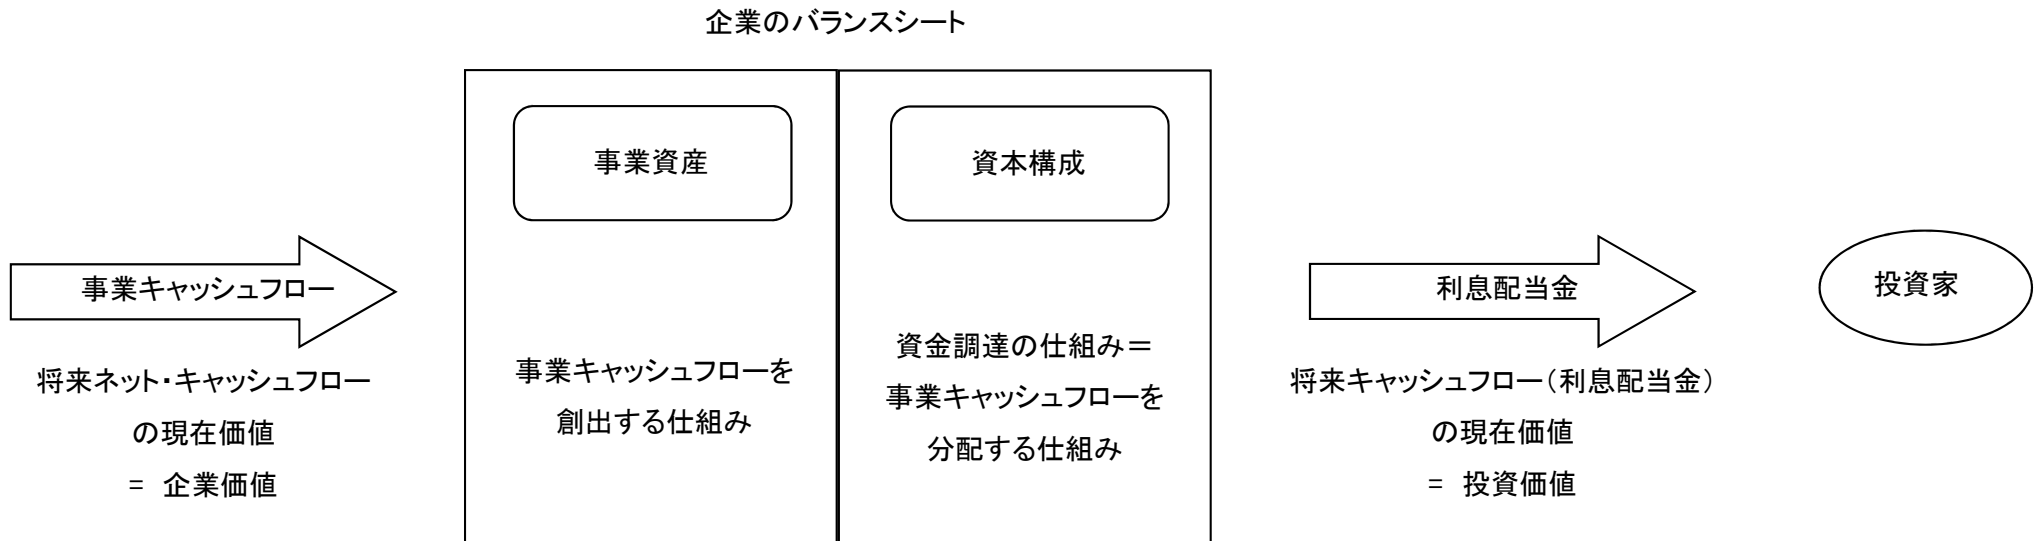 企業のバランスシート
事業資産
資本構成
事業キャッシュフロー
将来ネット・キャッシュフロー
の現在価値
= 企業価値
事業キャッシュフローを
創出する仕組み
資金調達の仕組み＝
事業キャッシュフローを
分配する仕組み
利息配当金
将来キャッシュフロー（利息配当金）
の現在価値
= 投資価値
投資家